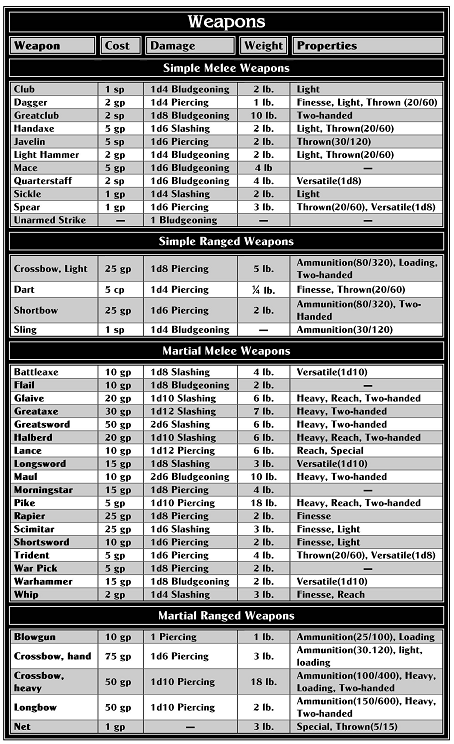 Weapons
Weapon Cost Damage Weight Properties
Simple Melee Weapons
Club 1 sp 1d4 Bludgeoning 2 lb. Light
Dagger 2 gp 1d4 Piercing 1 lb. Finesse, Light, Thrown (20/60)
Greatclub 2 sp 1d8 Bludgeoning 10 lb. Two-handed
Handaxe 5 gp 1d6 Slashing 2 lb. Light, Thrown(20/60)
Javelin 5 sp 1d6 Piercing 2 lb. Thrown(30/120)
Light Hammer 2 gp 1d4 Bludgeoning 2 lb. Light, Thrown(20/60)
Mace 5 gp 1d6 Bludgeoning 4 lb —
Quarterstaff 2 sp 1d6 Bludgeoning 4 lb. Versatile(1d8)
Sickle 1 gp 1d4 Slashing 2 lb. Light
Spear 1 gp 1d6 Piercing 3 lb. Thrown(20/60), Versatile(1d8)
Unarmed Strike — 1 Bludgeoning — —
Simple Ranged Weapons
Crossbow, Light 25 gp 1d8 Piercing 5 lb. Ammunition(80/320), Loading,
Two-handed
Dart 5 cp 1d4 Piercing ¼ lb. Finesse, Thrown(20/60)
Shortbow 25 gp 1d6 Piercing 2 lb. Ammunition(80/320), Two-
Handed
Sling 1 sp 1d4 Bludgeoning — Ammunition(30/120)
Martial Melee Weapons
Battleaxe 10 gp 1d8 Slashing 4 lb. Versatile(1d10)
Flail 10 gp 1d8 Bludgeoning 2 lb. —
Glaive 20 gp 1d10 Slashing 6 lb. Heavy, Reach, Two-handed
Greataxe 30 gp 1d12 Slashing 7 lb. Heavy, Two-handed
Greatsword 50 gp 2d6 Slashing 6 lb. Heavy, Two-handed
Halberd 20 gp 1d10 Slashing 6 lb. Heavy, Reach, Two-handed
Lance 10 gp 1d12 Piercing 6 lb. Reach, Special
Longsword 15 gp 1d8 Slashing 3 lb. Versatile(1d10)
Maul 10 gp 2d6 Bludgeoning 10 lb. Heavy, Two-handed
Morningstar 15 gp 1d8 Piercing 4 lb. —
Pike 5 gp 1d10 Piercing 18 lb. Heavy, Reach, Two-handed
Rapier 25 gp 1d8 Piercing 2 lb. Finesse
Scimitar 25 gp 1d6 Slashing 3 lb. Finesse, Light
Shortsword 10 gp 1d6 Piercing 2 lb. Finesse, Light
Trident 5 gp 1d6 Piercing 4 lb. Thrown(20/60), Versatile(1d8)
War Pick 5 gp 1d8 Piercing 2 lb. —
Warhammer 15 gp 1d8 Bludgeoning 2 lb. Versatile(1d10)
Whip 2 gp 1d4 Slashing 3 lb. Finesse, Reach
Martial Ranged Weapons
Blowgun 10 gp 1 Piercing 1 lb. Ammunition(25/100), Loading
Crossbow, hand 75 gp 1d6 Piercing 3 lb. Ammunition(30.120), light,
loading
Crossbow,
heavy 50 gp 1d10 Piercing 18 lb. Ammunition(100/400), Heavy,
Loading, Two-handed
Longbow 50 gp 1d10 Piercing 2 lb. Ammunition(150/600), Heavy,
Two-handed
Net 1 gp — 3 lb. Special, Thrown(5/15)